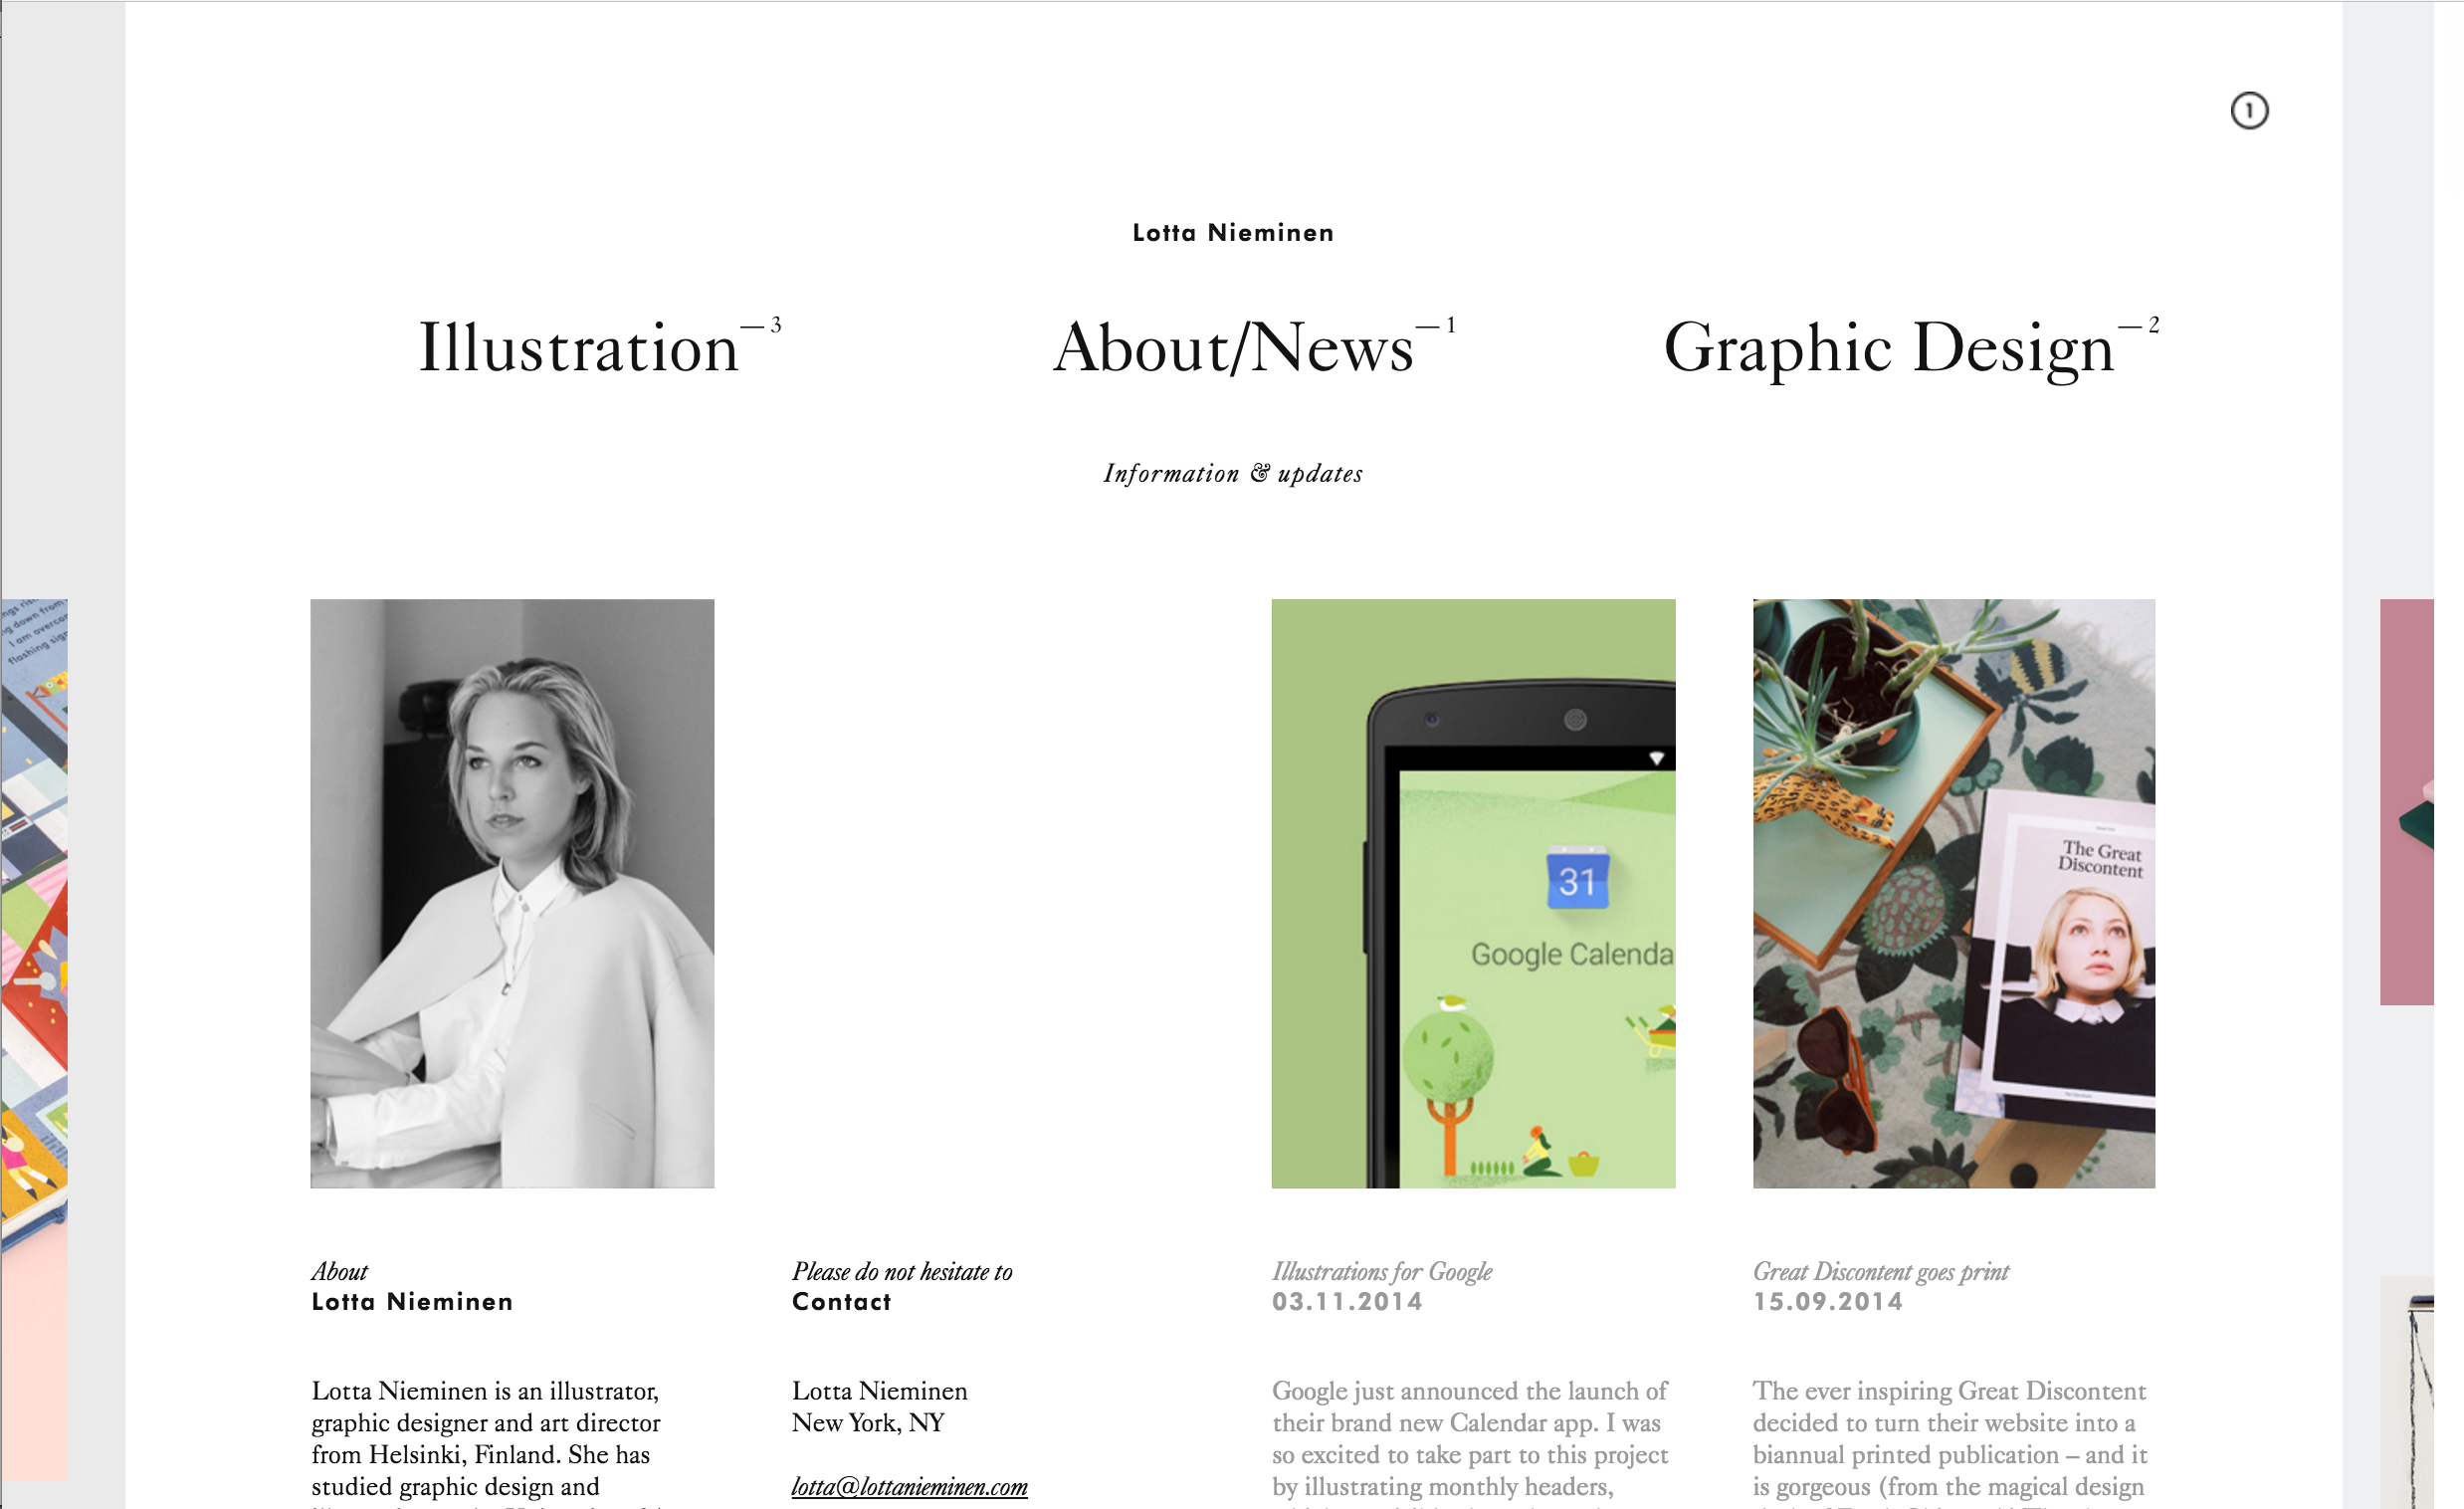 1
Lotta Nieminen
Illustration—3
About/News—1
Graphic Design—2
Information & updates
down from
I am overcom
flashing sign
31
Google Calenda
The Great
Discontent
About
Lotta Nieminen
Lotta Nieminen is an illustrator,
graphic designer and art director
from Helsinki, Finland. She has
studied graphic design and
Please do not hesitate to
Contact
Lotta Nieminen
New York, NY
lotta@lottanieminen.com
Illustrations for Google
03.11.2014
Google just announced the launch of
their brand new Calendar app. I was
so excited to take part to this project
by illustrating monthly headers,
Great Discontent goes print
15.09.2014
The ever inspiring Great Discontent
decided to turn their website into a
biannual printed publication – and it
is gorgeous (from the magical design